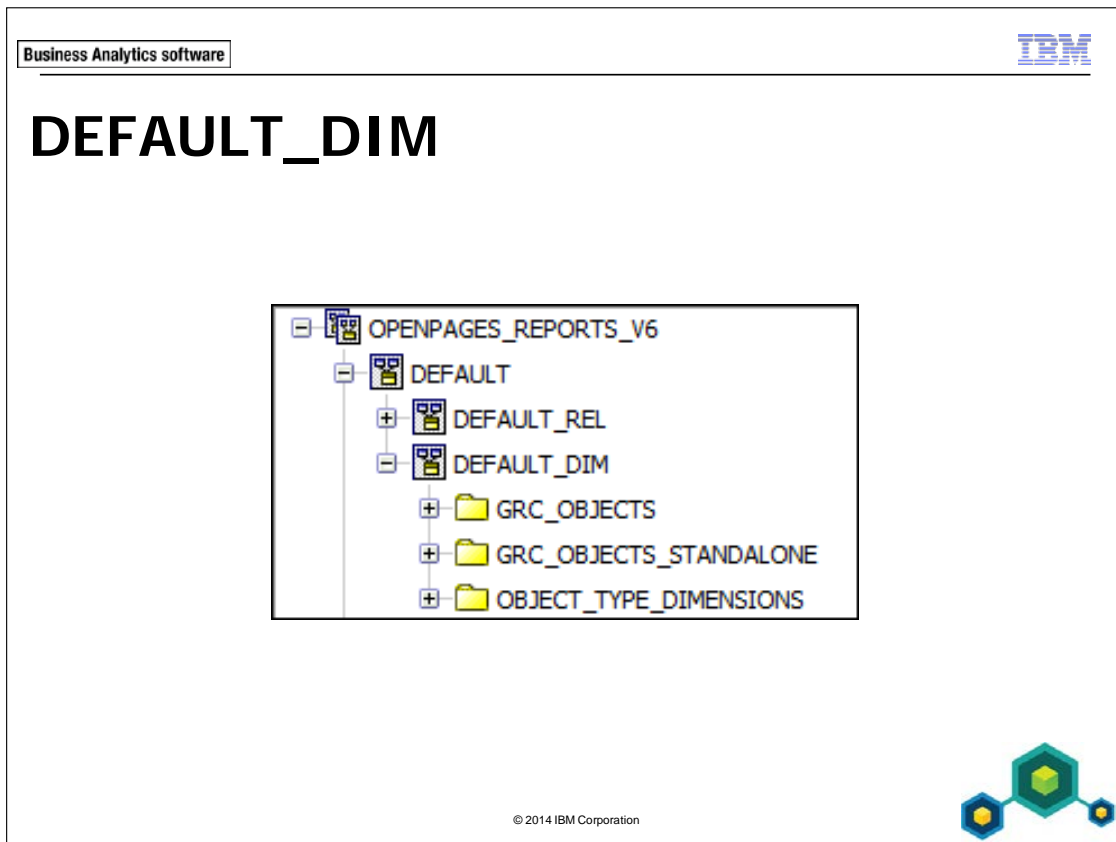 Business Analytics software
IBM
DEFAULT_DIM
OPENPAGES_REPORTS_V6
DEFAULT
DEFAULT_REL
DEFAULT_DIM
GRC_OBJECTS
GRC_OBJECTS_STANDALONE
OBJECT_TYPE_DIMENSIONS
© 2014 IBM Corporation